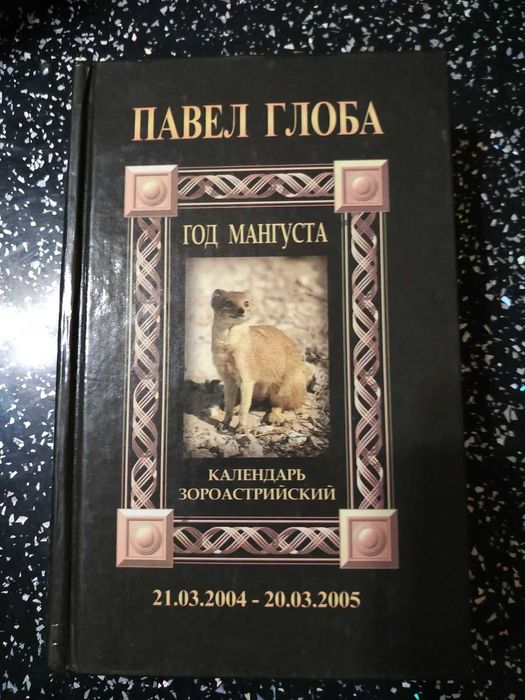 ПАВЕЛ ГЛОБА
ГОД МАНГУСТА
КАЛЕНДАРЬ
ЗОРОАСТРИЙСКИЙ
21.03.2004 - 20.03.2005